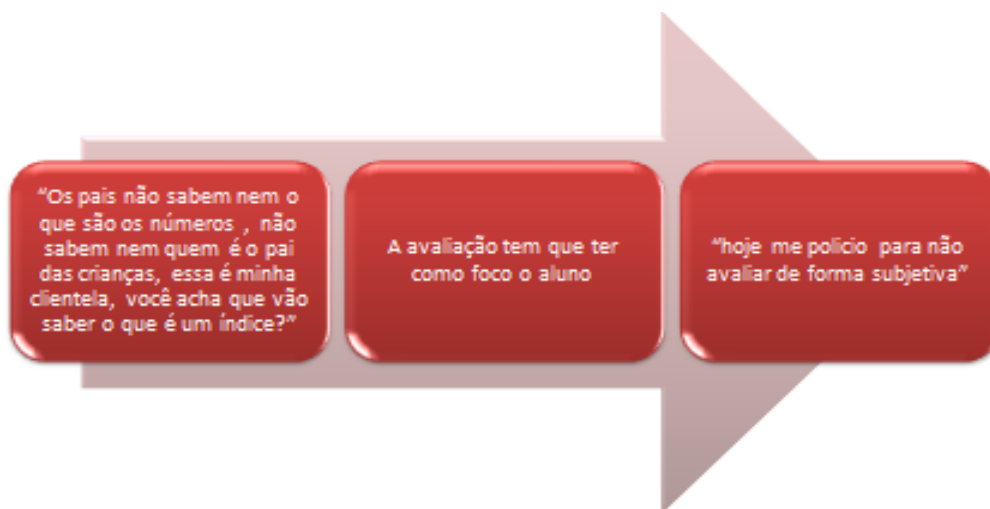 “Os pais não sabem nem o
que são os números , não
sabem nem quem é o pai
das crianças, essa é minha
clientela, você acha que vão
saber o que é um índice?”
A avaliação tem que ter
como foco o aluno
“hoje me policio para não
avaliar de forma subjetiva”